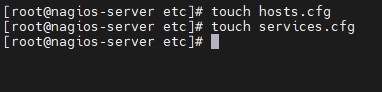 [root@nagios-server etc]# touch hosts.cfg
[root@nagios-server etc]# touch services.cfg
[root@nagios-server etc]#